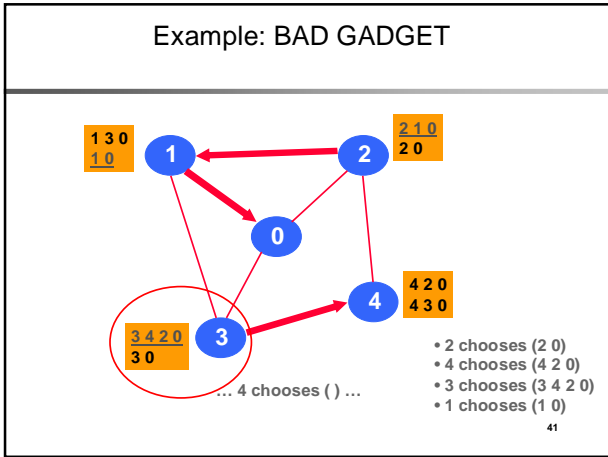 Example: BAD GADGET
1 3 0
1 0
1
2
2 1 0
2 0
0
4
4 2 0
4 3 0
3 4 2 0
3 0
3
… 4 chooses ( ) …
• 2 chooses (2 0)
• 4 chooses (4 2 0)
• 3 chooses (3 4 2 0)
• 1 chooses (1 0)
41